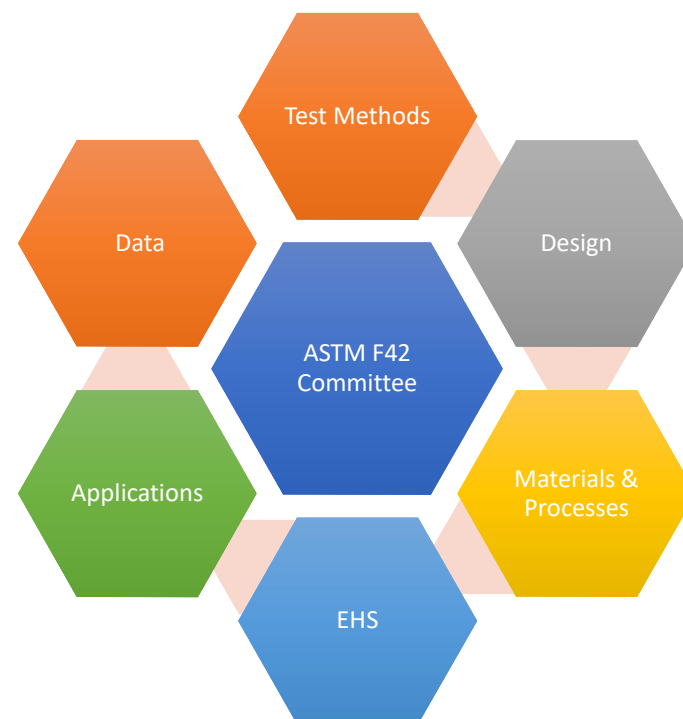 Test Methods
Data
Design
ASTM F42
Committee
Applications
Materials &
Processes
EHS